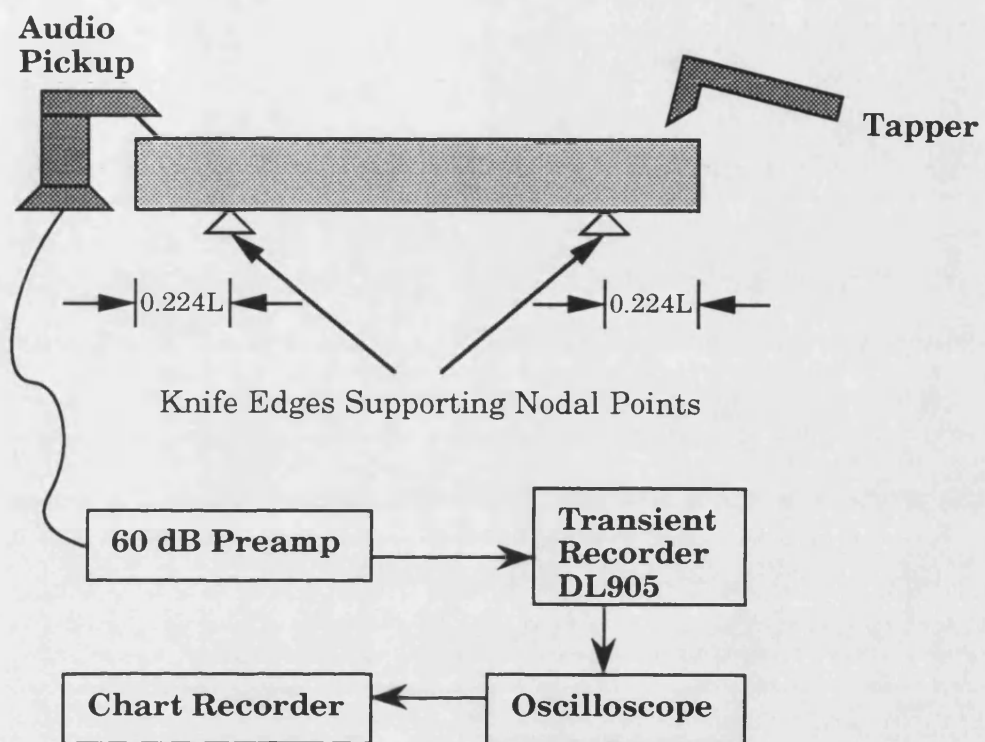 Audio
Pickup
Tapper
0.224L
0.224L
Knife Edges Supporting Nodal Points
60 dB Preamp
Transient
Recorder
DL905
Chart Recorder
Oscilloscope